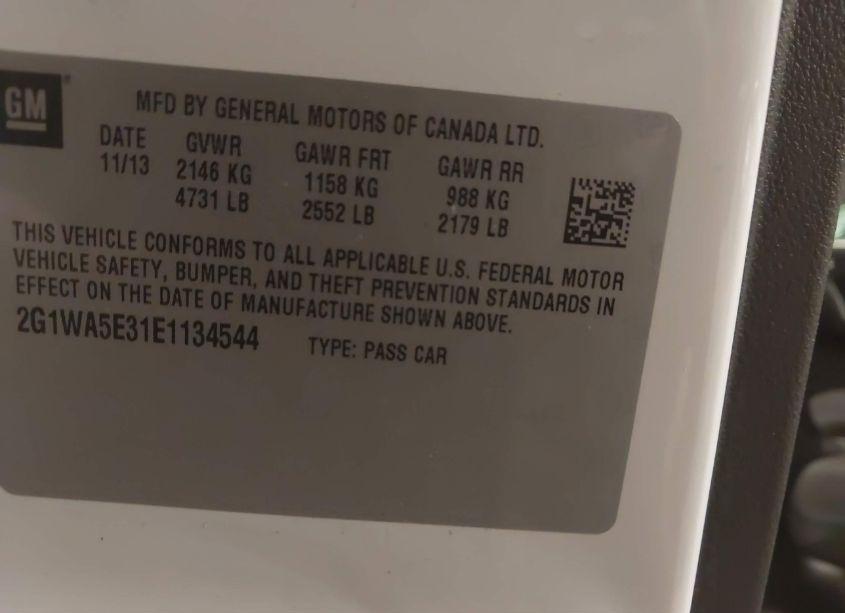 GM
MFD BY GENERAL MOTORS OF CANADA LTD.
DATE GVWR GAWR FRT GAWR RR
11/13 2146 KG 1158 KG 988 KG
4731 LB 2552 LB 2179 LB
THIS VEHICLE CONFORMS TO ALL APPLICABLE U.S. FEDERAL MOTOR
VEHICLE SAFETY, BUMPER, AND THEFT PREVENTION STANDARDS IN
EFFECT ON THE DATE OF MANUFACTURE SHOWN ABOVE.
2G1WA5E31E1134544 TYPE: PASS CAR